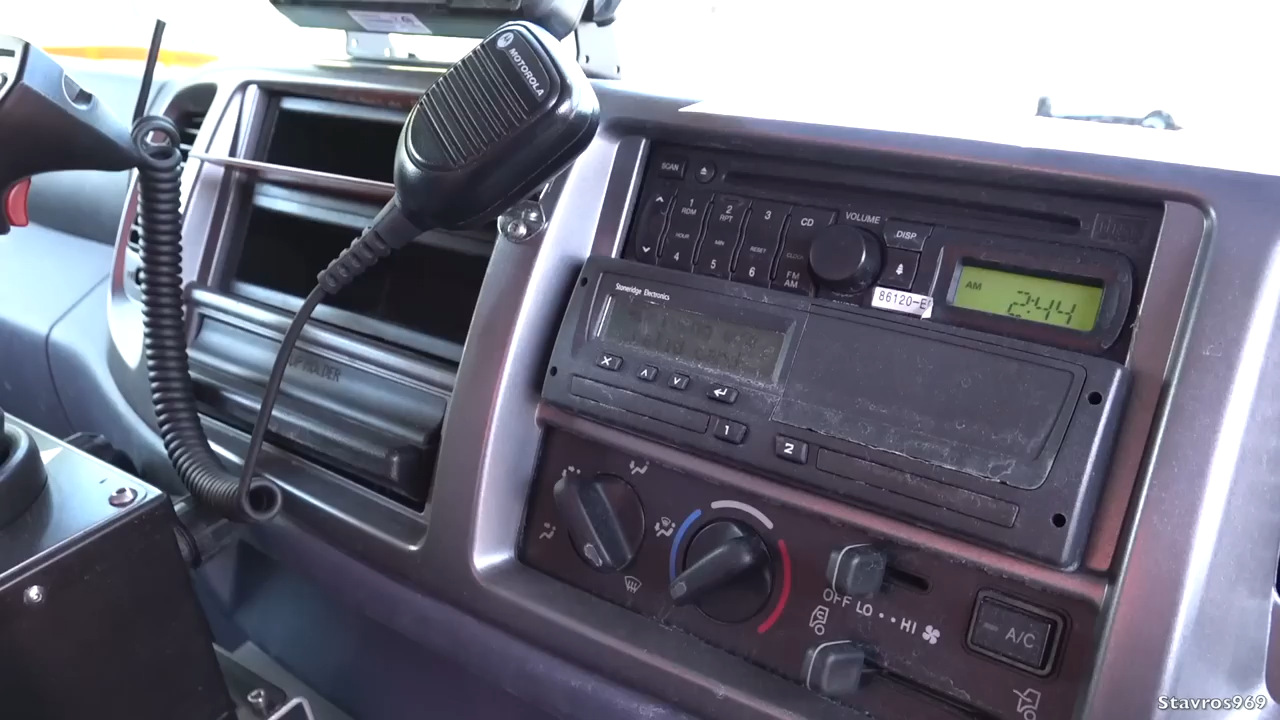 MOTOROLA
SCAN
1 RDM
2 RPT
3
CD
VOLUME
DISP
HOUR
MIN
RESET
CLOCK
4
5
6
FM
AM
86120-E
AM 2:44
Stoneridge Electronics
1
2
OFF LO HI
A/C
Stavros969